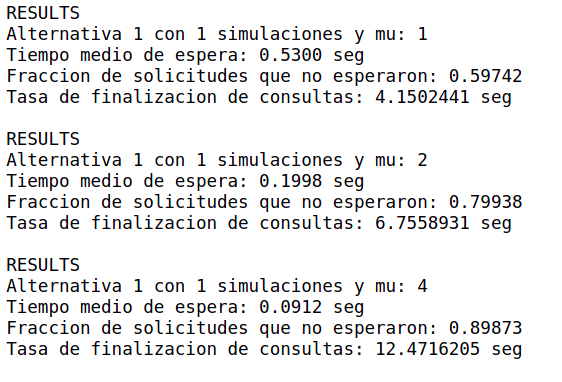 RESULTS
Alternativa 1 con 1 simulaciones y mu: 1
Tiempo medio de espera: 0.5300 seg
Fraccion de solicitudes que no esperaron: 0.59742
Tasa de finalizacion de consultas: 4.1502441 seg
RESULTS
Alternativa 1 con 1 simulaciones y mu: 2
Tiempo medio de espera: 0.1998 seg
Fraccion de solicitudes que no esperaron: 0.79938
Tasa de finalizacion de consultas: 6.7558931 seg
RESULTS
Alternativa 1 con 1 simulaciones y mu: 4
Tiempo medio de espera: 0.0912 seg
Fraccion de solicitudes que no esperaron: 0.89873
Tasa de finalizacion de consultas: 12.4716205 seg